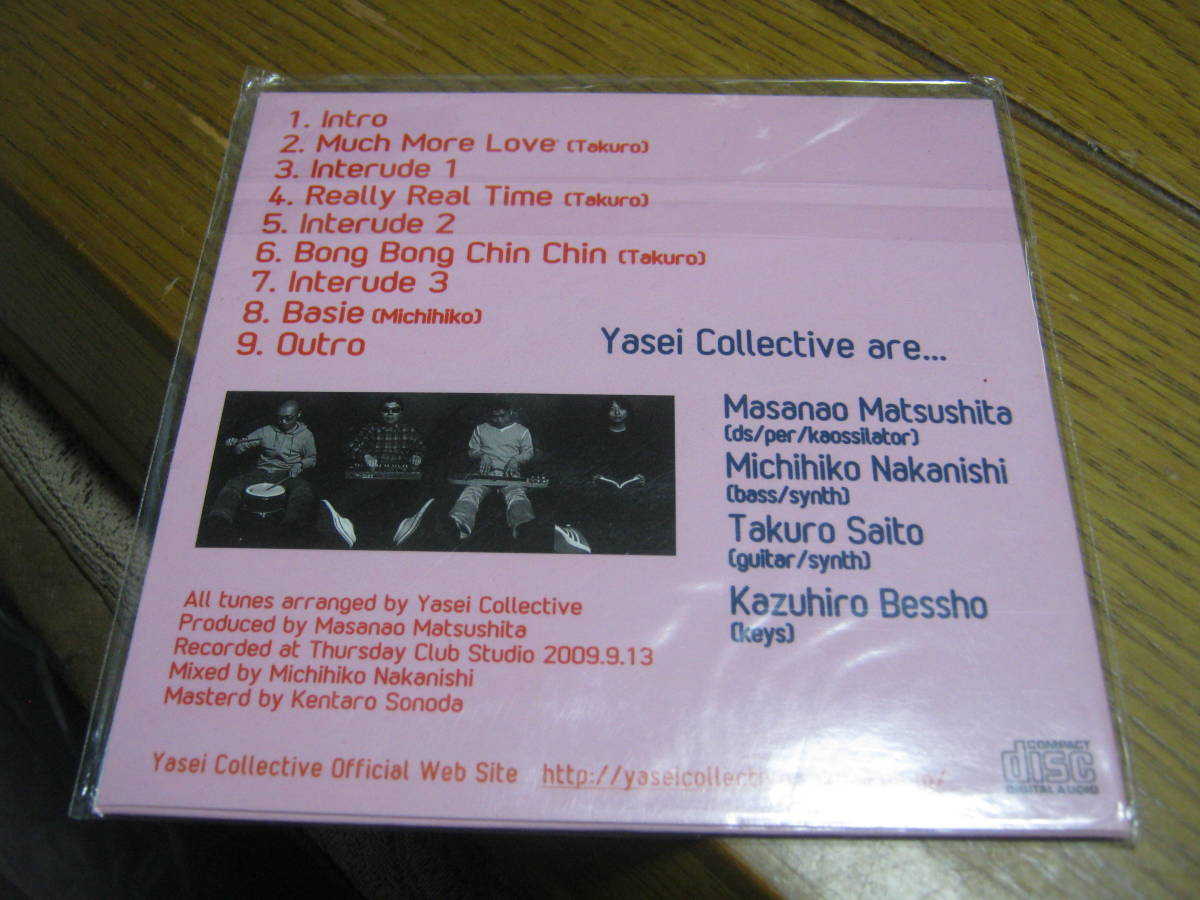 1. Intro
2. Much More Love (Takuro)
3. Interude 1
4. Really Real Time (Takuro)
5. Interude 2
6. Bong Bong Chin Chin (Takuro)
7. Interude 3
8. Basie (Michihiko)
9. Outro
Yasei Collective are...
Masanao Matsushita
(ds/per/kaossilator)
Michihiko Nakanishi
(bass/synth)
Takuro Saito
(guitar/synth)
Kazuhiro Bessho
(keys)
All tunes arranged by Yasei Collective
Produced by Masanao Matsushita
Recorded at Thursday Club Studio 2009.9.13
Mixed by Michihiko Nakanishi
Masterd by Kentaro Sonoda
Yasei Collective Official Web Site
COMPACT
disc
DIGITAL AUDIO